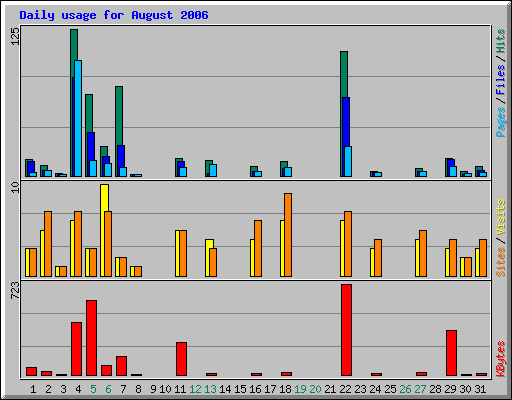 Daily usage for August 2006
125
10
723
Pages / Files / Hits
Sites / Visits
KBytes
1 2 3 4 5 6 7 8 9 10 11 12 13 14 15 16 17 18 19 20 21 22 23 24 25 26 27 28 29 30 31